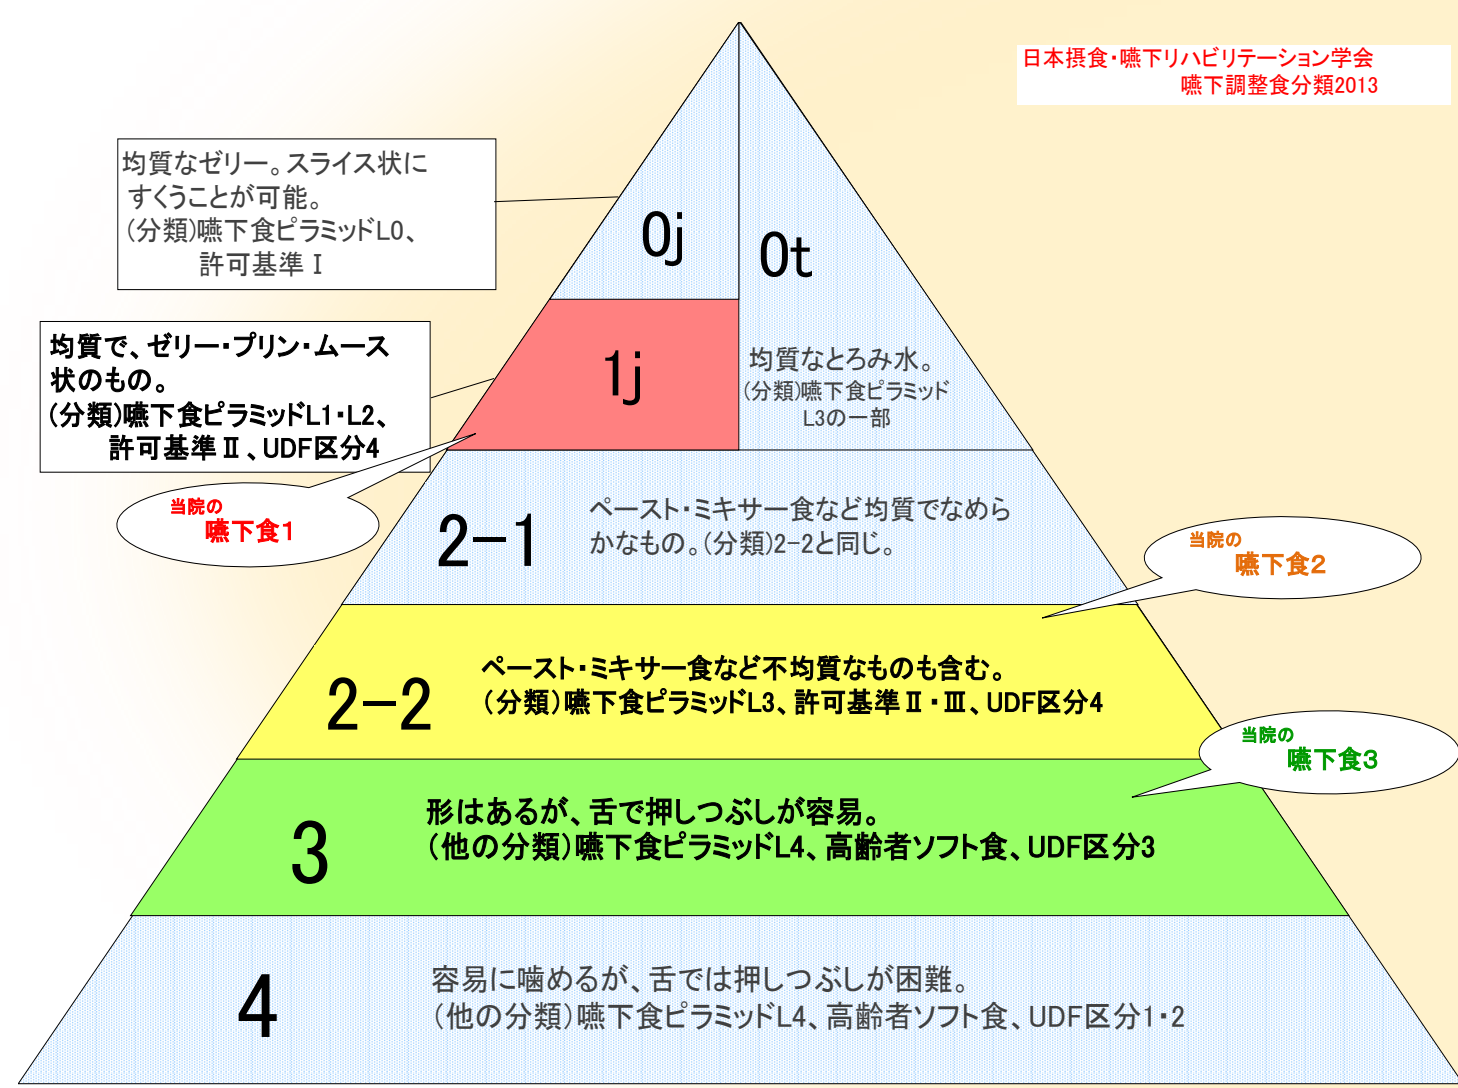 日本摂食・嚥下リハビリテーション学会
嚥下調整食分類2013
均質なゼリー。スライス状に
すくうことが可能。
(分類)嚥下食ピラミッドL0、
許可基準Ⅰ
0j
0t
均質で、ゼリー・プリン・ムース
状のもの。
(分類)嚥下食ピラミッドL1・L2、
許可基準Ⅱ、UDF区分4
1j
均質なとろみ水。
(分類)嚥下食ピラミッド
L3の一部
当院の
嚥下食1
2-1
ペースト・ミキサー食など均質でなめら
かなもの。(分類)2-2と同じ。
当院の
嚥下食2
2-2
ペースト・ミキサー食など不均質なものも含む。
(分類)嚥下食ピラミッドL3、許可基準Ⅱ・Ⅲ、UDF区分4
当院の
嚥下食3
3
形はあるが、舌で押しつぶしが容易。
(他の分類)嚥下食ピラミッドL4、高齢者ソフト食、UDF区分3
4
容易に噛めるが、舌では押しつぶしが困難。
(他の分類)嚥下食ピラミッドL4、高齢者ソフト食、UDF区分1・2